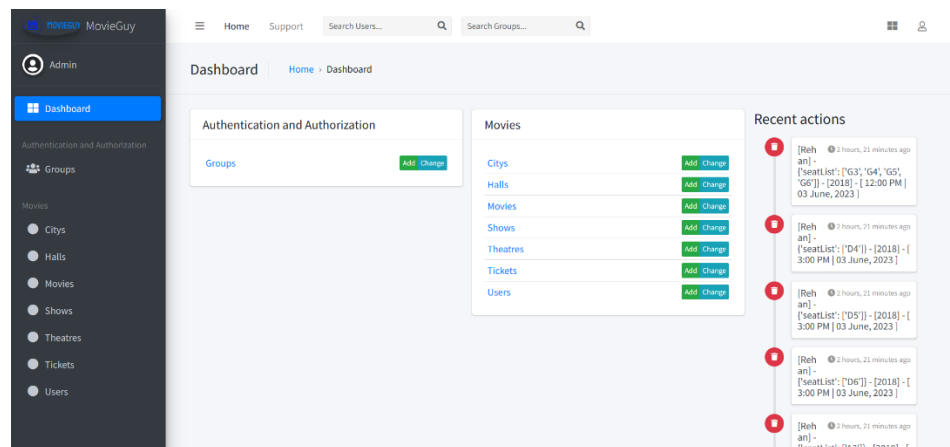 MOVIEGUY MovieGuy
Home Support Search Users... Search Groups...
Admin
Dashboard Home › Dashboard
Dashboard
Authentication and Authorization
Groups
Movies
Citys
Halls
Movies
Shows
Theatres
Tickets
Users
Authentication and Authorization
Groups Add Change
Movies
Citys Add Change
Halls Add Change
Movies Add Change
Shows Add Change
Theatres Add Change
Tickets Add Change
Users Add Change
Recent actions
[Reh 2 hours, 21 minutes ago
an] -
{'seatList': ['G3', 'G4', 'G5',
'G6']} - [2018] - [ 12:00 PM |
03 June, 2023 ]
[Reh 2 hours, 21 minutes ago
an] -
{'seatList': ['D4']} - [2018] - [
3:00 PM | 03 June, 2023 ]
[Reh 2 hours, 21 minutes ago
an] -
{'seatList': ['D5']} - [2018] - [
3:00 PM | 03 June, 2023 ]
[Reh 2 hours, 21 minutes ago
an] -
{'seatList': ['D6']} - [2018] - [
3:00 PM | 03 June, 2023 ]
[Reh 2 hours, 21 minutes ago
an] -